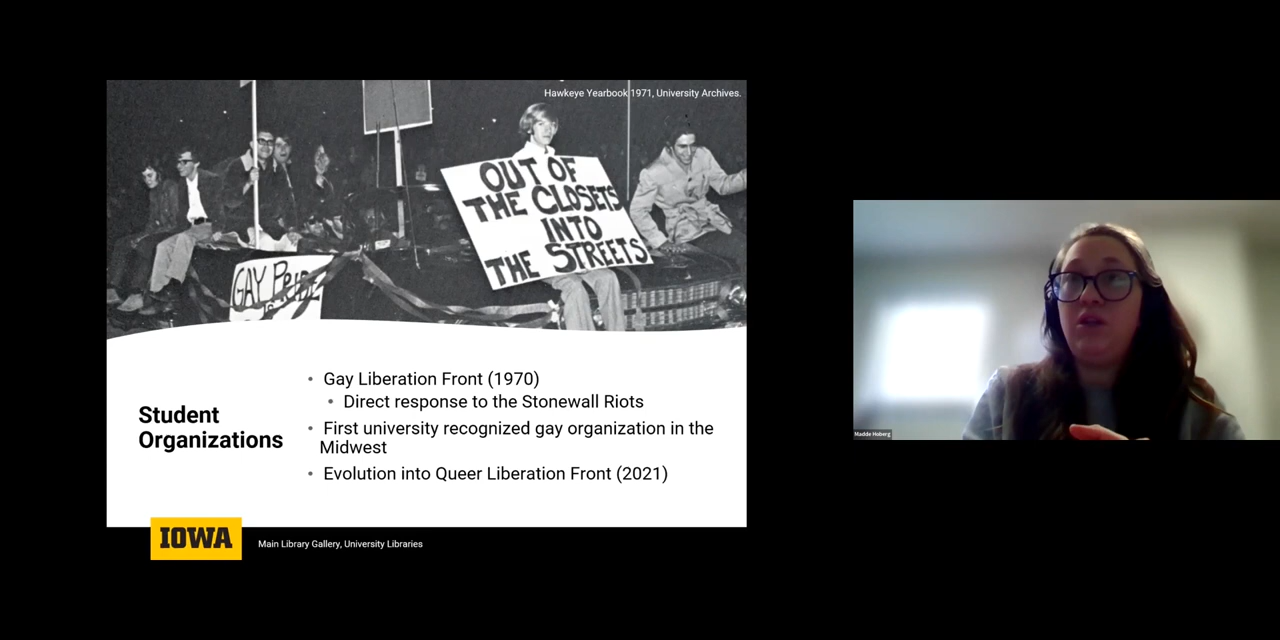 Hawkeye Yearbook 1971, University Archives.
OUT OF
THE CLOSETS
INTO
THE STREETS
GAY PRIDE
Student
Organizations
• Gay Liberation Front (1970)
• Direct response to the Stonewall Riots
• First university recognized gay organization in the
Midwest
• Evolution into Queer Liberation Front (2021)
IOWA
Main Library Gallery, University Libraries
Madde Hoberg